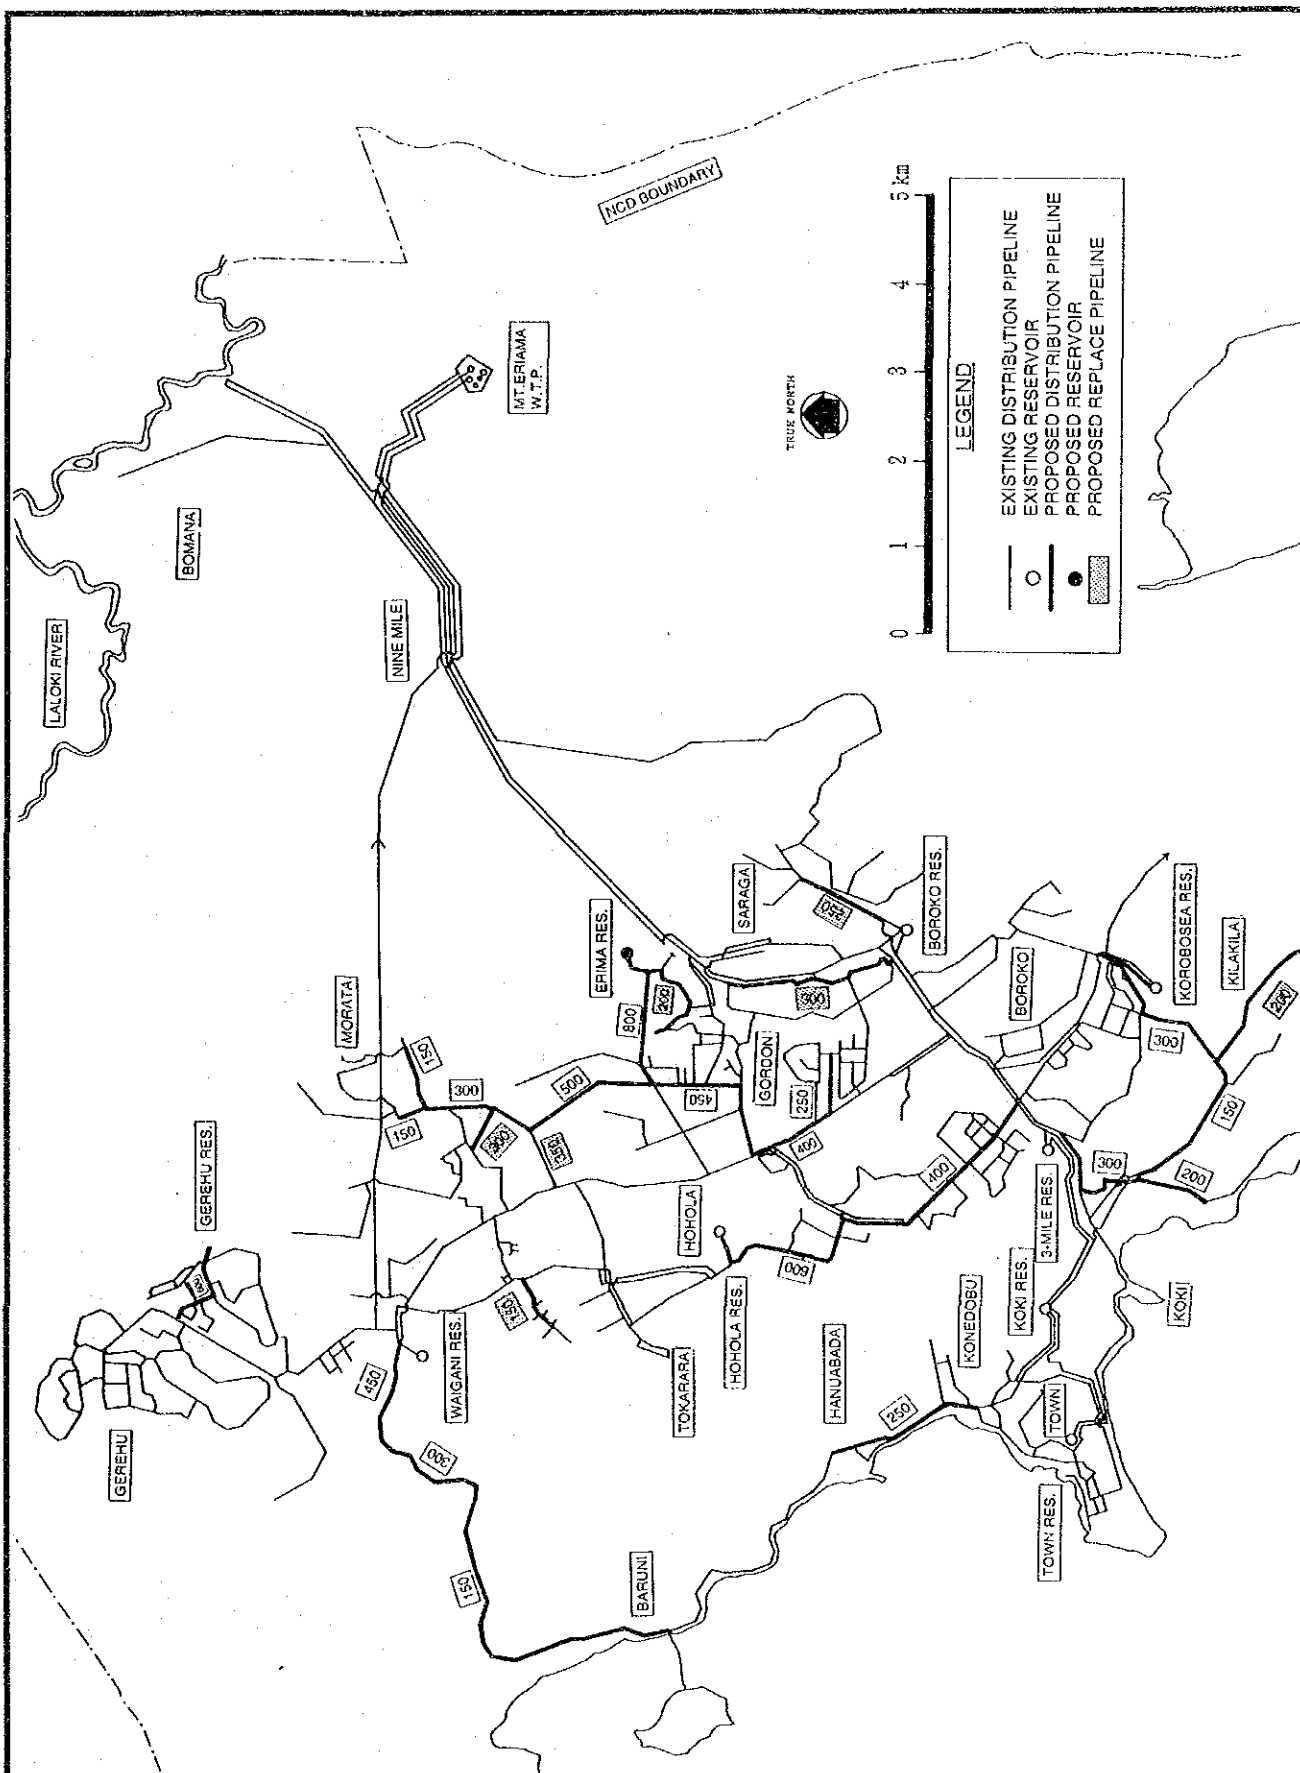 NCD BOUNDARY
MT.ERIAMA
W.T.P.
TRUE NORTH
0 1 2 3 4 5 km
LEGEND
EXISTING DISTRIBUTION PIPELINE
EXISTING RESERVOIR
PROPOSED DISTRIBUTION PIPELINE
PROPOSED RESERVOIR
PROPOSED REPLACE PIPELINE
BOMANA
LALOKI RIVER
NINE MILE
SARAGA
250
BOROKO RES.
ERIMA RES.
MORATA
800
200
300
BOROKO
KOROBOSEA RES.
KILAKILA
200
GORDON
150
300
500
450
250
300
150
150
300
350
400
400
300
200
GEREHU RES.
HOHOLA
3-MILE RES.
600
KOKI RES.
KOKI
KONEDOBU
HOHOLA RES.
HANUABADA
TOKARARA
WAIGANI RES.
450
250
TOWN
GEREHU
300
TOWN RES.
150
BARUNI